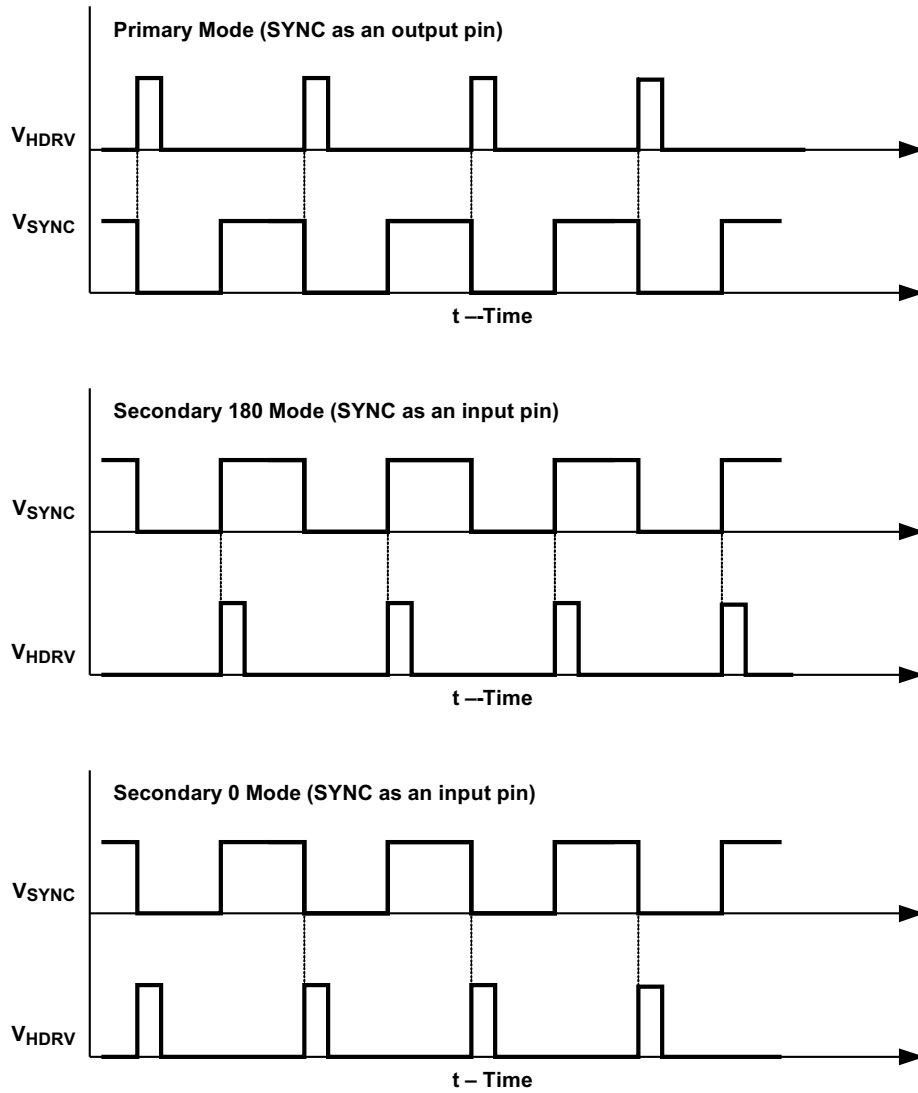 Primary Mode (SYNC as an output pin)
VHDRV
VSYNC
t –-Time
Secondary 180 Mode (SYNC as an input pin)
VSYNC
VHDRV
t –-Time
Secondary 0 Mode (SYNC as an input pin)
VSYNC
VHDRV
t – Time